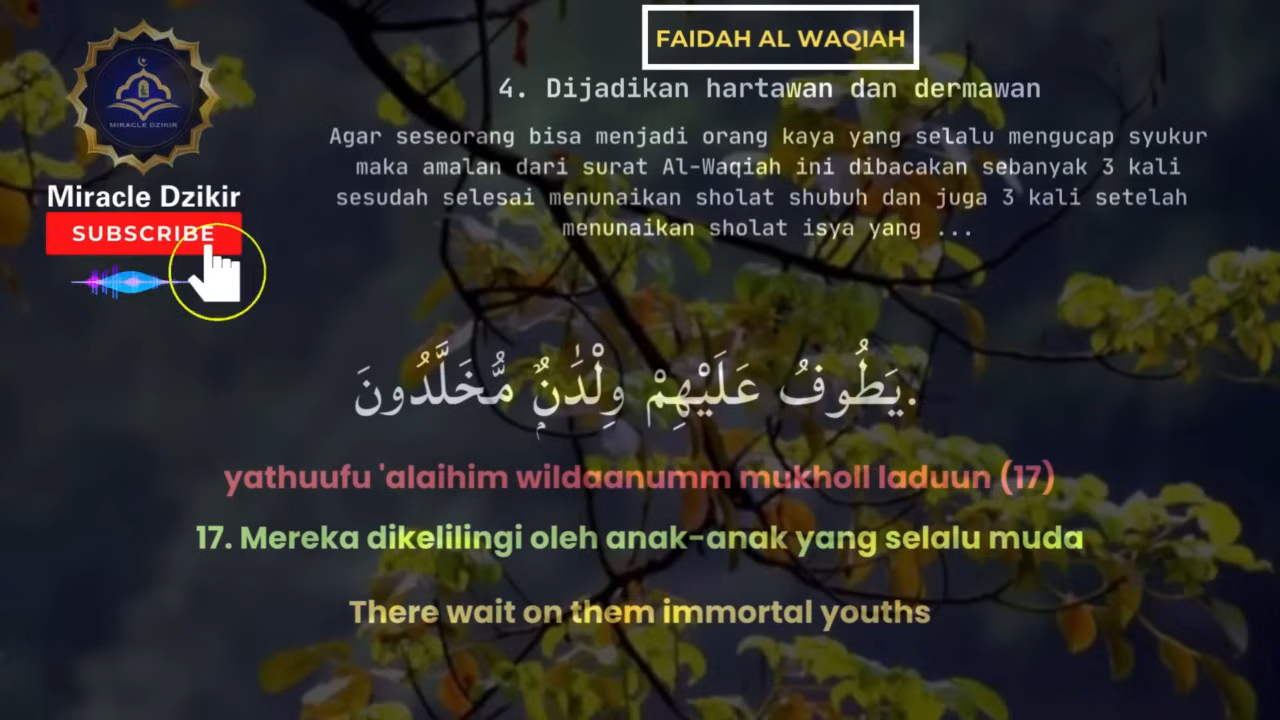 FAIDAH AL WAQIAH
4. Dijadikan hartawan dan dermawan
Agar seseorang bisa menjadi orang kaya yang selalu mengucap syukur
maka amalan dari surat Al-Waqiah ini dibacakan sebanyak 3 kali
sesudah selesai menunaikan sholat shubuh dan juga 3 kali setelah
menunaikan sholat isya yang ...
MIRACLE DZIKIR
Miracle Dzikir
SUBSCRIBE
يَطُوفُ عَلَيْهِمْ وِلْدَٰنٌۭ مُّخَلَّدُونَ.
yathuufu 'alaihim wildaanumm mukholl laduun (17)
17. Mereka dikelilingi oleh anak-anak yang selalu muda
There wait on them immortal youths